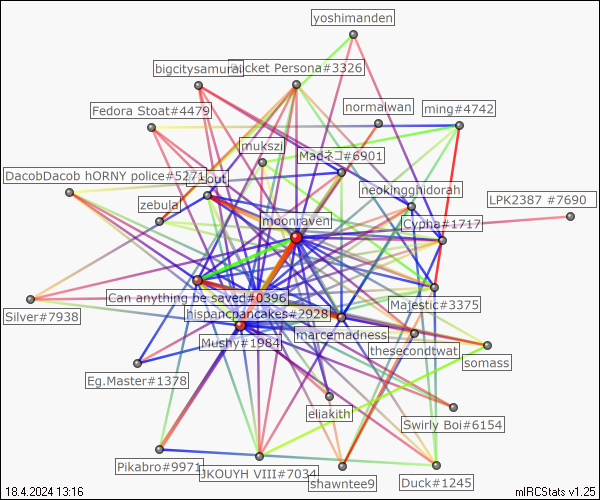 yoshimanden
bigcitysamurai
cket Persona#3326
Fedora Stoat#4479
normalwan
ming#4742
mukszi
Madネコ#6901
DacobDacob hORNY police#5271
out
neokingghidorah
zebula
moonraven
Cypha#1717
LPK2387 #7690
Can anything be saved#0396
Majestic#3375
Silver#7938
hispancpancakes#2928
marcemadness
Mushy#1984
thesecondtwat
somass
Eg.Master#1378
eliakith
Swirly Boi#6154
Pikabro#9971
JKOUYH VIII#7034
shawntee9
Duck#1245
18.4.2024 13:16
mIRCStats v1.25